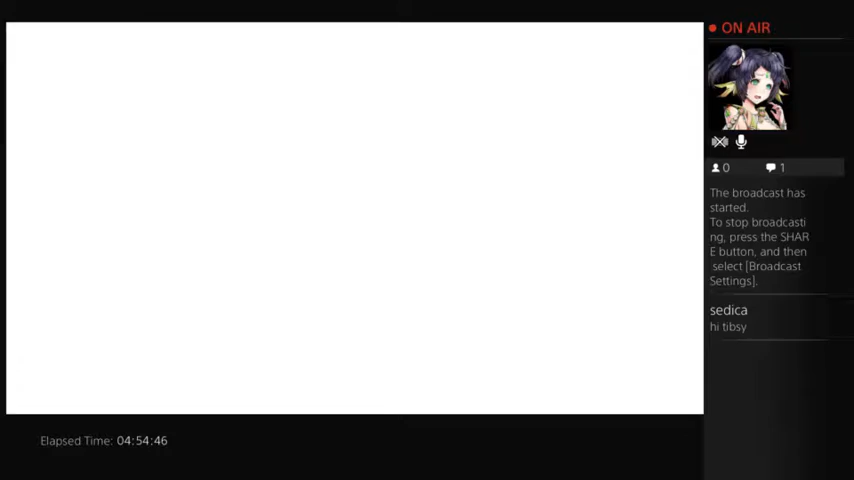 ON AIR
0 1
The broadcast has
started.
To stop broadcasti
ng, press the SHAR
E button, and then
select [Broadcast
Settings].
sedica
hi tibsy
Elapsed Time: 04:54:46